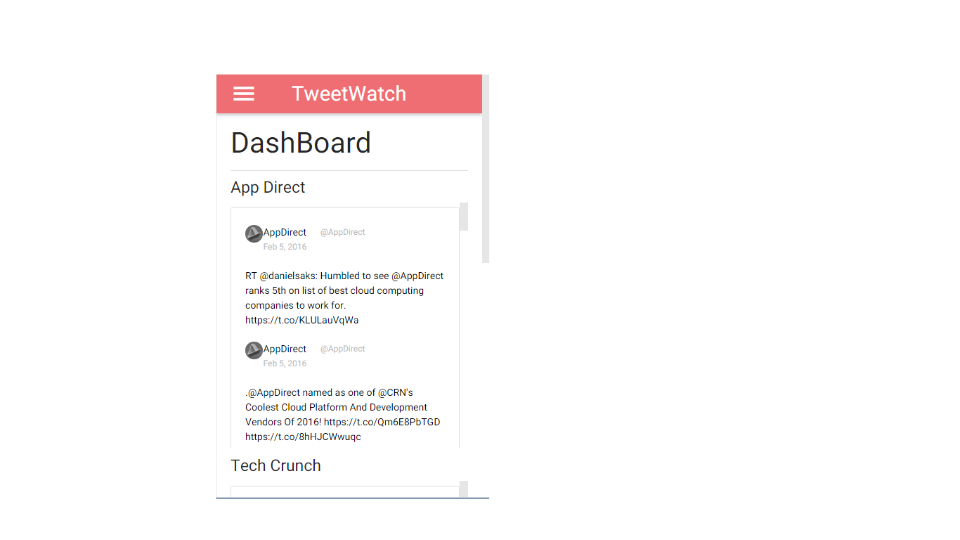 TweetWatch
DashBoard
App Direct
AppDirect @AppDirect
Feb 5, 2016
RT @danielsaks: Humbled to see @AppDirect
ranks 5th on list of best cloud computing
companies to work for.
https://t.co/KLULauVqWa
AppDirect @AppDirect
Feb 5, 2016
.@AppDirect named as one of @CRN's
Coolest Cloud Platform And Development
Vendors Of 2016! https://t.co/Qm6E8PbTGD
https://t.co/8hHJCWwuqc
Tech Crunch